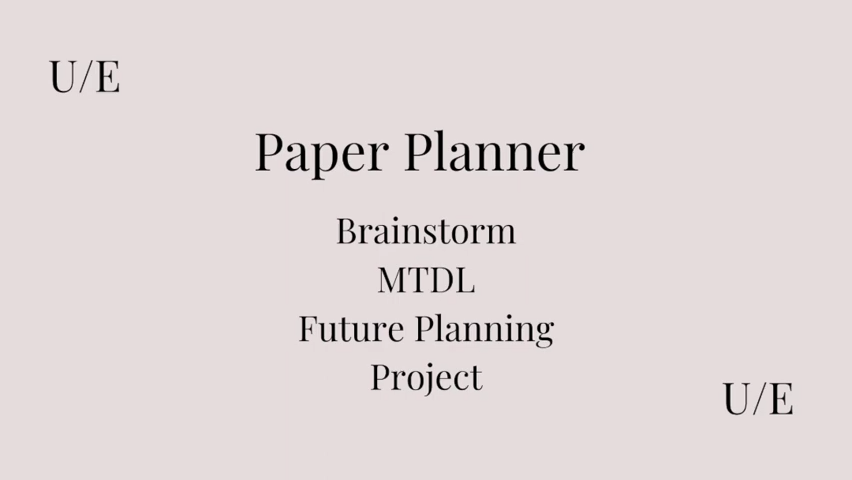 U/E
Paper Planner
Brainstorm
MTDL
Future Planning
Project
U/E